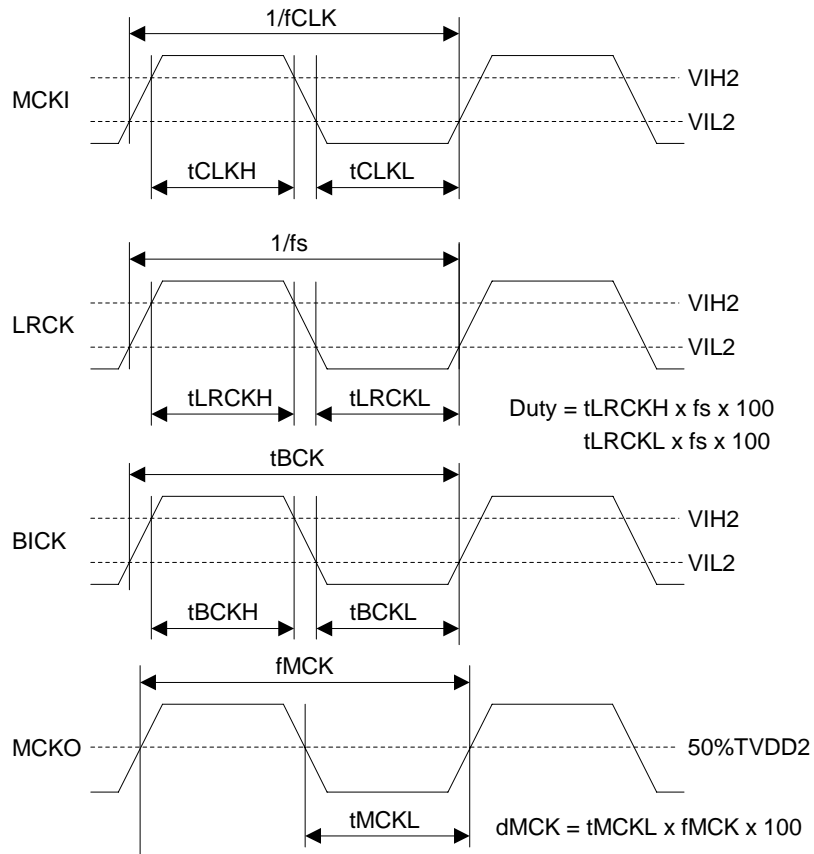 1/fCLK
VIH2
MCKI
VIL2
tCLKH
tCLKL
1/fs
VIH2
LRCK
VIL2
tLRCKH
tLRCKL
Duty = tLRCKH x fs x 100
tLRCKL x fs x 100
tBCK
VIH2
BICK
VIL2
tBCKH
tBCKL
fMCK
MCKO
50%TVDD2
tMCKL
dMCK = tMCKL x fMCK x 100